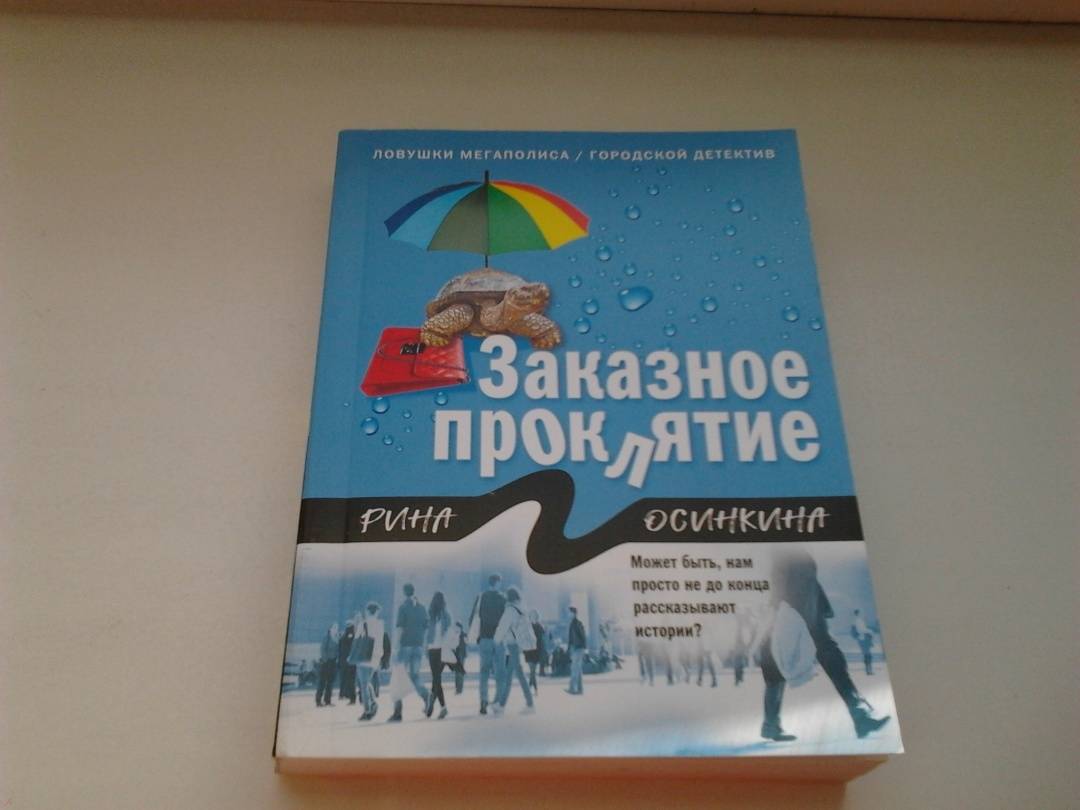 ЛОВУШКИ МЕГАПОЛИСА / ГОРОДСКОЙ ДЕТЕКТИВ
Заказное
проклятие
РИНА ОСИНКИНА
Может быть, нам
просто не до конца
рассказывают
истории?